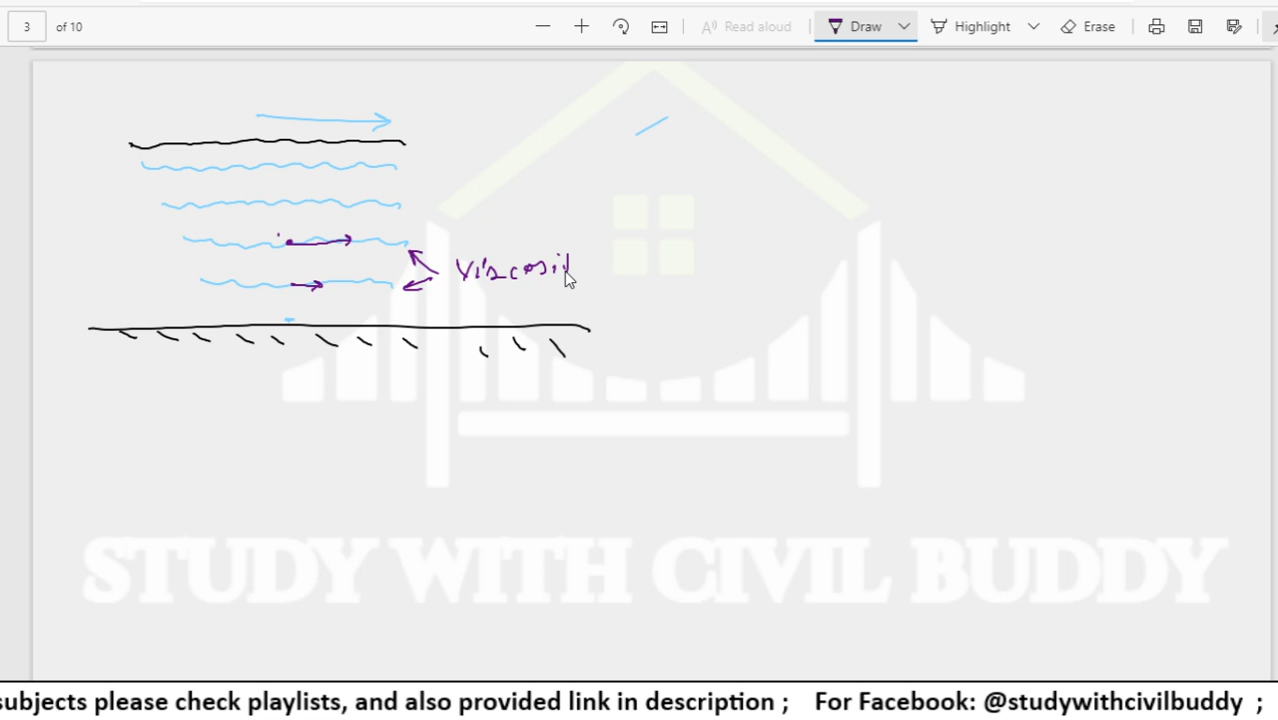 3 of 10 Read aloud Draw Highlight Erase
Viscosit
STUDY WITH CIVIL BUDDY
subjects please check playlists, and also provided link in description ; For Facebook: @studywithcivilbuddy ;